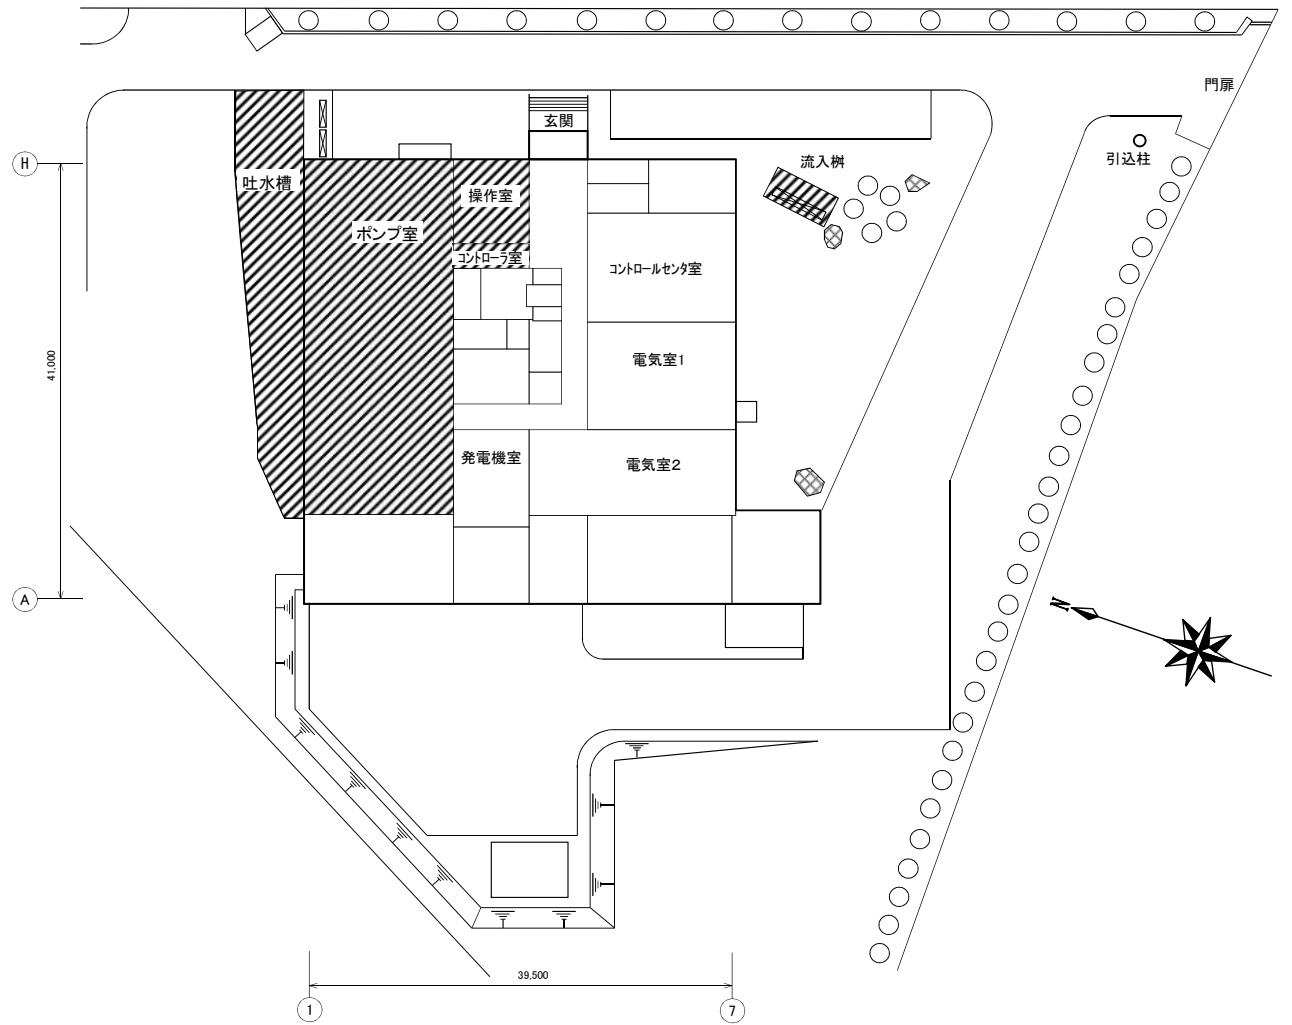 門扉
玄関
引込柱
H
流入桝
吐水槽
操作室
ポンプ室
コントローラ室
コントロールセンタ室
41,000
電気室1
発電機室
電気室2
A
N
39,500
1
7